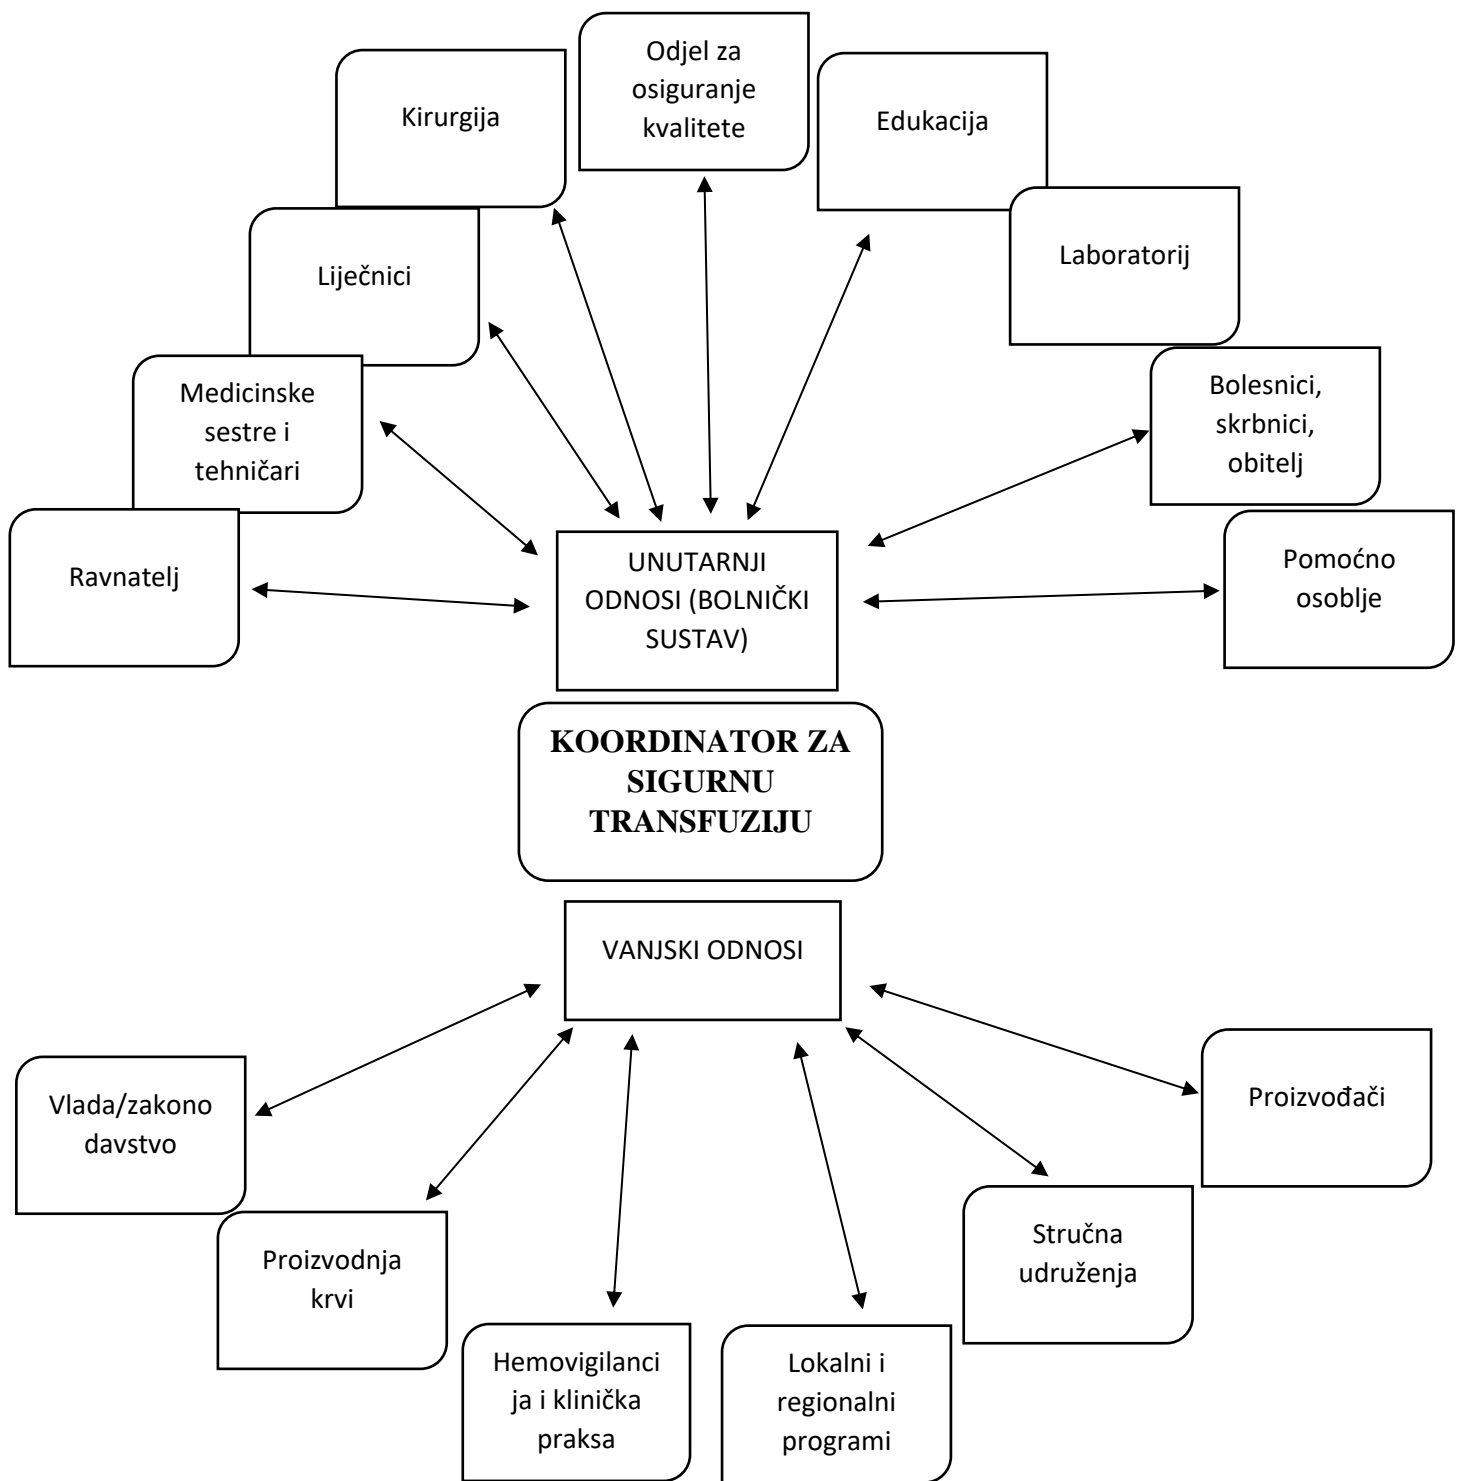 Odjel za
osiguranje
kvalitete
Kirurgija
Edukacija
Liječnici
Laboratorij
Medicinske
sestre i
tehničari
Bolesnici,
skrbnici,
obitelj
Ravnatelj
UNUTARNJI
ODNOSI (BOLNIČKI
SUSTAV)
Pomoćno
osoblje
KOORDINATOR ZA
SIGURNU
TRANSFUZIJU
VANJSKI ODNOSI
Vlada/zakono
davstvo
Proizvođači
Proizvodnja
krvi
Stručna
udruženja
Hemovigilanci
ja i klinička
praksa
Lokalni i
regionalni
programi